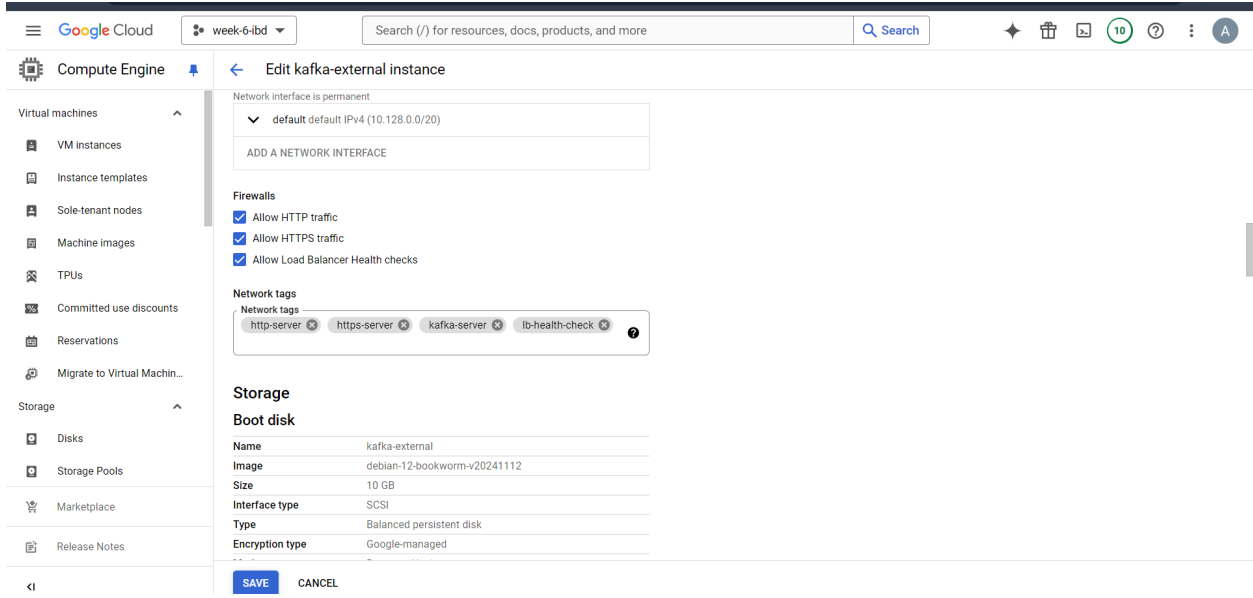 Google Cloud
week-6-ibd
Search (/) for resources, docs, products, and more
Search
10
A
Compute Engine
Edit kafka-external instance
Virtual machines
VM instances
Instance templates
Sole-tenant nodes
Machine images
TPUs
Committed use discounts
Reservations
Migrate to Virtual Machin...
Storage
Disks
Storage Pools
Marketplace
Release Notes
Network interface is permanent
default default IPv4 (10.128.0.0/20)
ADD A NETWORK INTERFACE
Firewalls
Allow HTTP traffic
Allow HTTPS traffic
Allow Load Balancer Health checks
Network tags
Network tags
http-server https-server kafka-server lb-health-check
Storage
Boot disk
Name kafka-external
Image debian-12-bookworm-v20241112
Size 10 GB
Interface type SCSI
Type Balanced persistent disk
Encryption type Google-managed
SAVE CANCEL